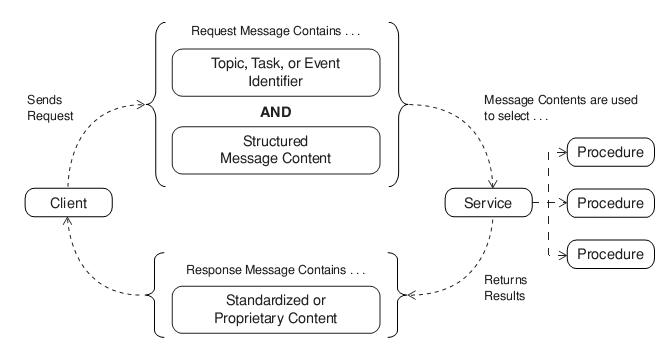 Request Message Contains . . .
Topic, Task, or Event
Identifier
AND
Structured
Message Content
Sends
Request
Message Contents are used
to select . . .
Procedure
Client
Service
Procedure
Procedure
Response Message Contains . . .
Standardized or
Proprietary Content
Returns
Results